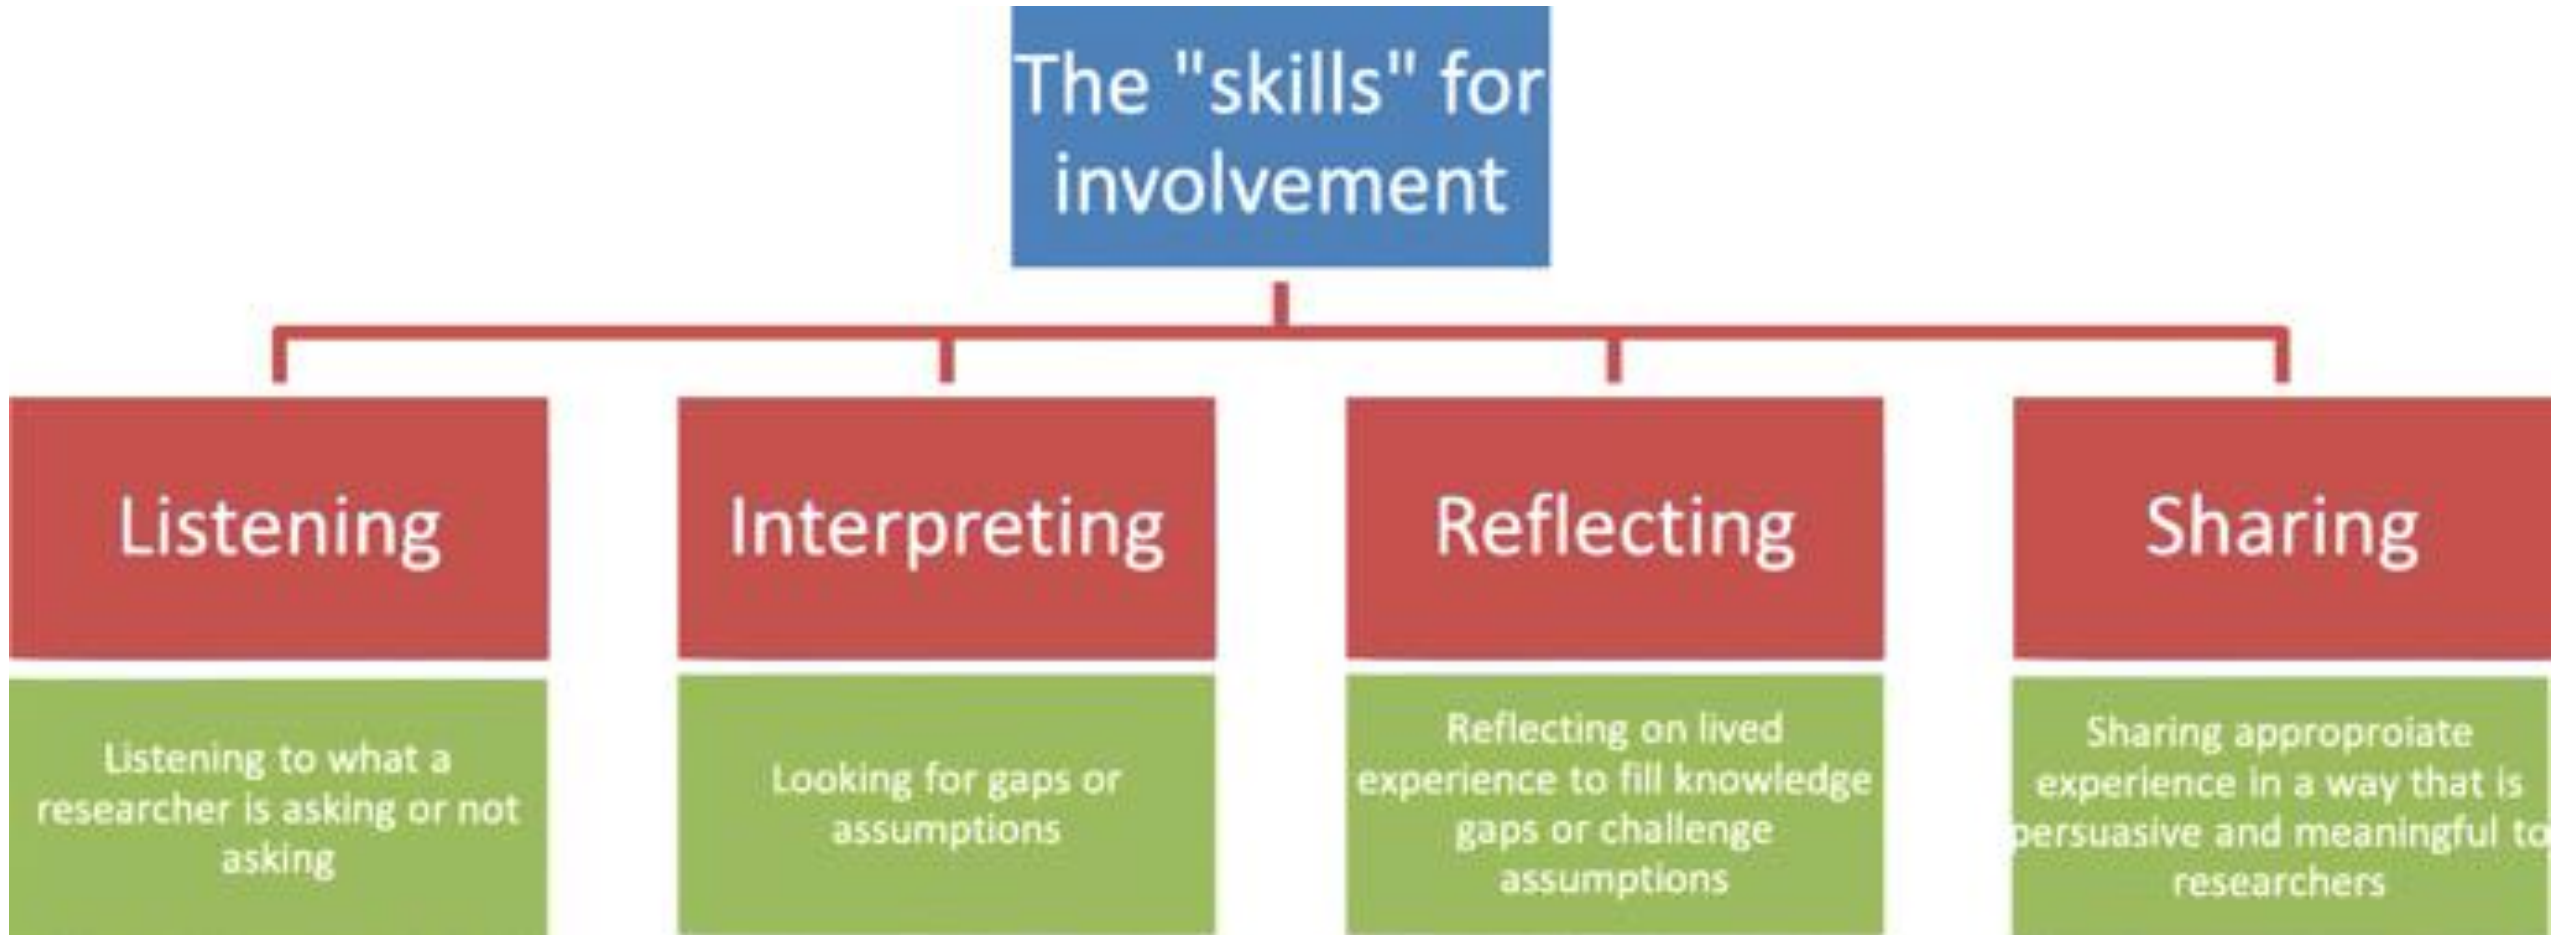 The "skills" for
involvement
Listening
Interpreting
Reflecting
Sharing
Listening to what a
researcher is asking or not
asking
Looking for gaps or
assumptions
Reflecting on lived
experience to fill knowledge
gaps or challenge
assumptions
Sharing approproiate
experience in a way that is
persuasive and meaningful to
researchers